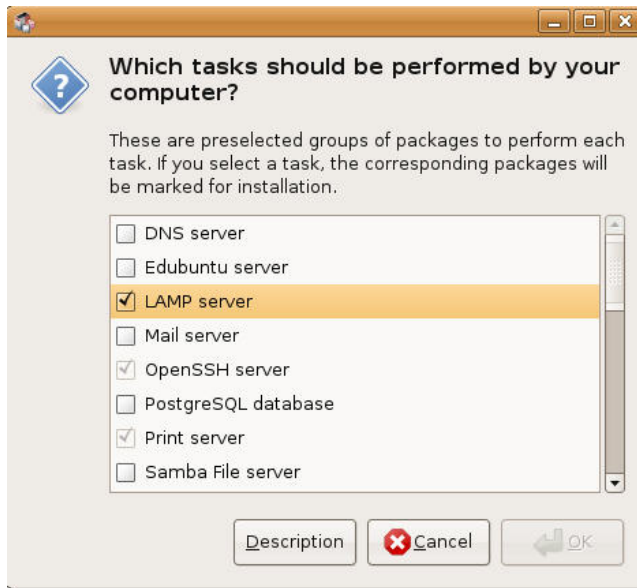 Which tasks should be performed by your
computer?
These are preselected groups of packages to perform each
task. If you select a task, the corresponding packages will
be marked for installation.
DNS server
Edubuntu server
LAMP server
Mail server
OpenSSH server
PostgreSQL database
Print server
Samba File server
Description
Cancel
OK